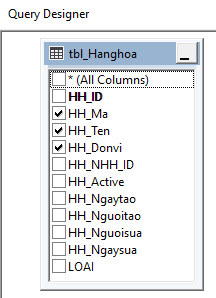 Query Designer
tbl_Hanghoa
* (All Columns)
HH_ID
HH_Ma
HH_Ten
HH_Donvi
HH_NHH_ID
HH_Active
HH_Ngaytao
HH_Nguoitao
HH_Nguoisua
HH_Ngaysua
LOAI